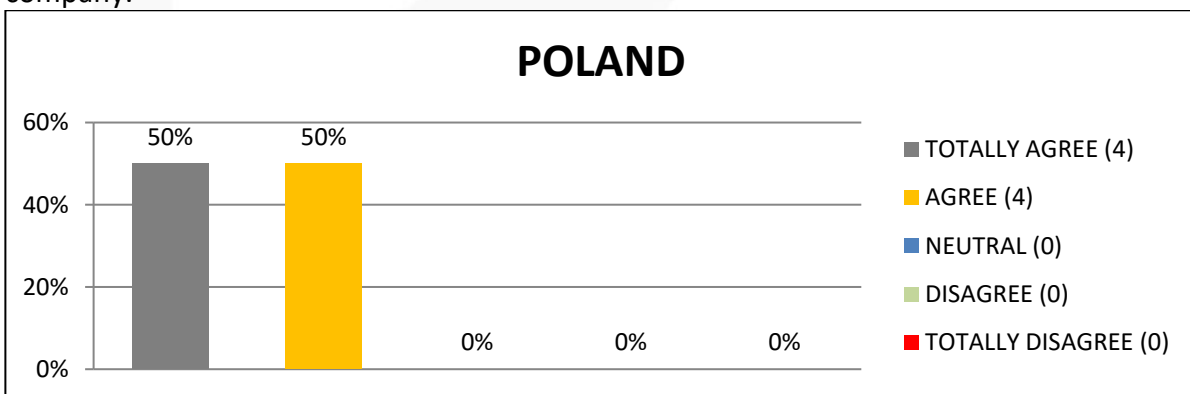 company.
POLAND
60%
40%
20%
0%
50%
50%
0%
0%
0%
TOTALLY AGREE (4)
AGREE (4)
NEUTRAL (0)
DISAGREE (0)
TOTALLY DISAGREE (0)